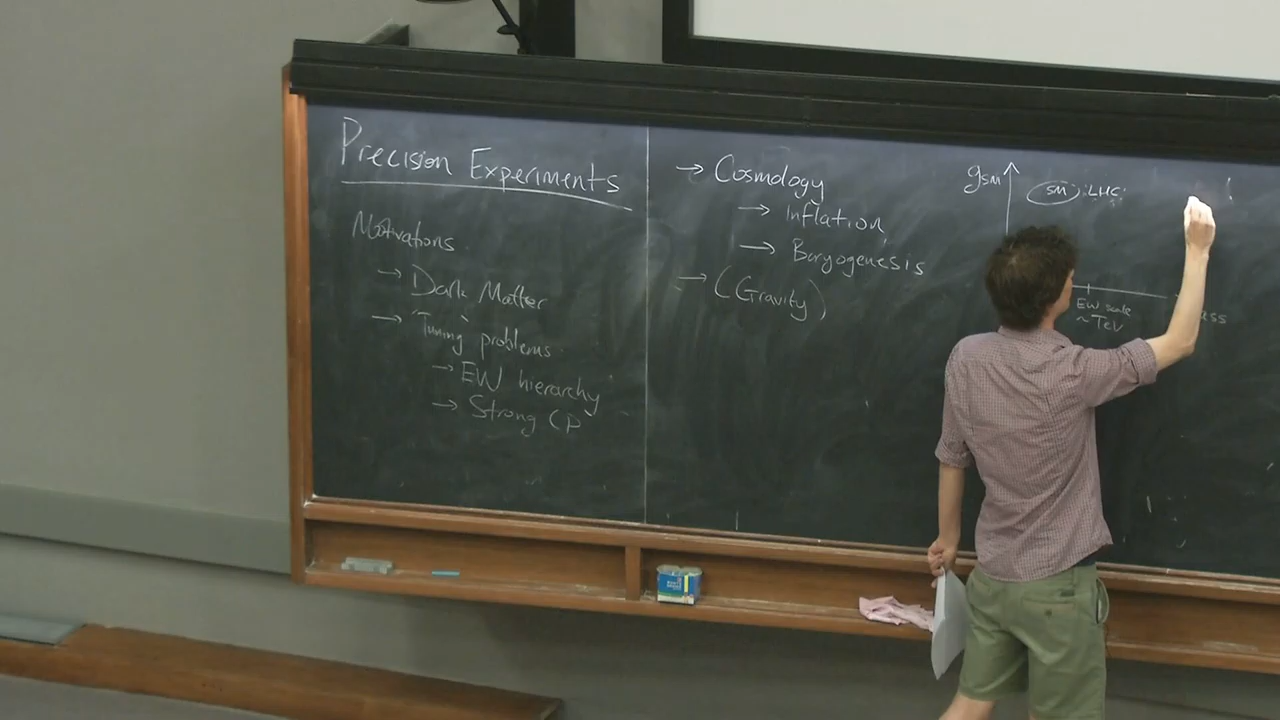 Precision Experiments
Motivations
→ Dark Matter
→ "Tuning" problems
→ EW hierarchy
→ Strong CP
→ Cosmology
→ Inflation
→ Baryogenesis
→ (Gravity)
gSM
SM LHC
EW scale
~TeV